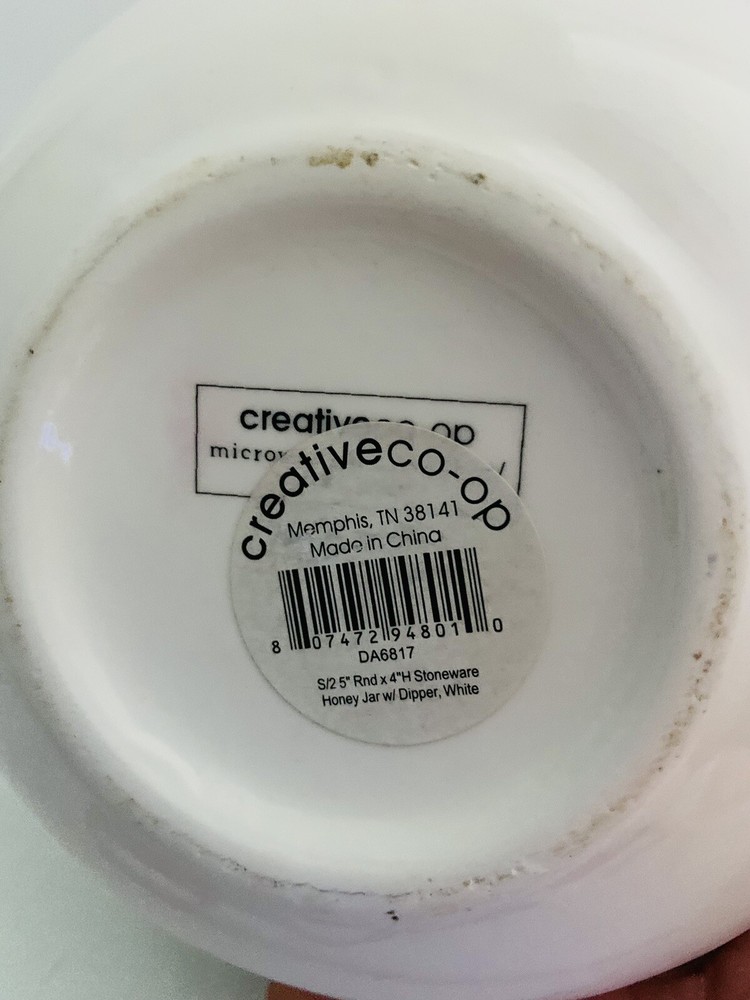 creativeco-op
creativeco-op
Memphis, TN 38141
Made in China
8 07472 94801 0
DA6817
S/2 5" Rnd x 4"H Stoneware
Honey Jar w/ Dipper, White